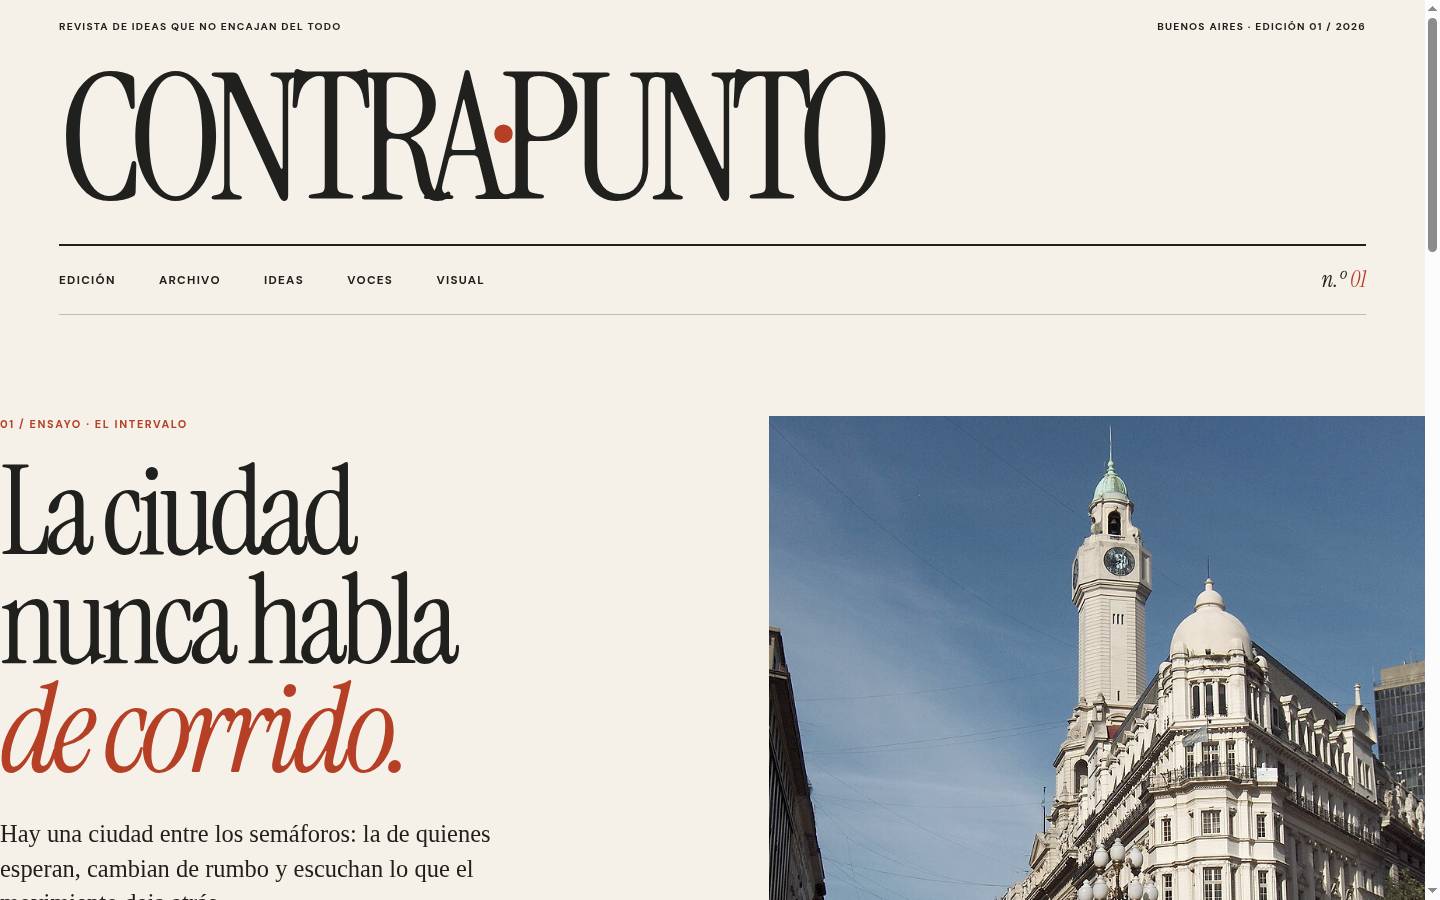 REVISTA DE IDEAS QUE NO ENCAJAN DEL TODO
BUENOS AIRES · EDICIÓN 01 / 2026
CONTRA·PUNTO
EDICIÓN
ARCHIVO
IDEAS
VOCES
VISUAL
n.º 01
01 / ENSAYO · EL INTERVALO
La ciudad
nunca habla
de corrido.
Hay una ciudad entre los semáforos: la de quienes
esperan, cambian de rumbo y escuchan lo que el